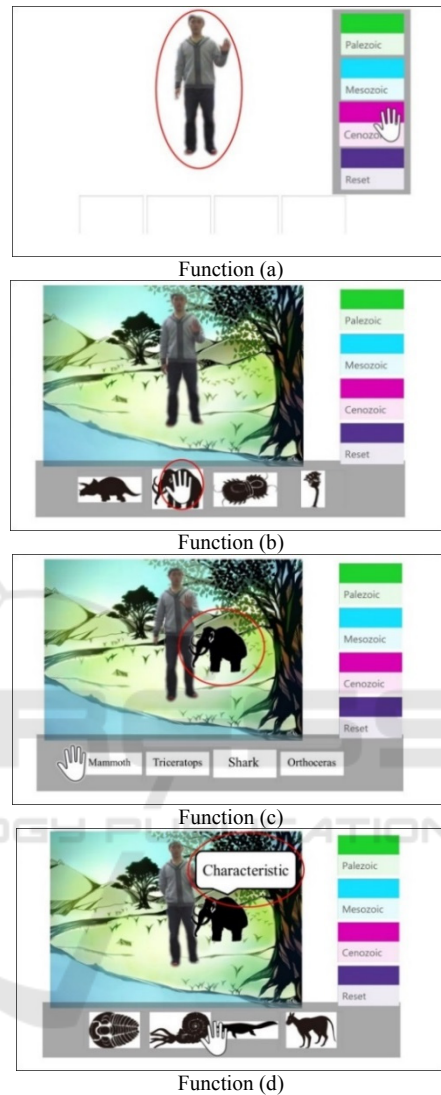 Palezoic
Mesozoic
Cenozoic
Reset
Function (a)
Palezoic
Mesozoic
Cenozoic
Reset
Function (b)
Palezoic
Mesozoic
Cenozoic
Reset
Mammoth Triceratops Shark Orthoceras
Function (c)
Characteristic
Palezoic
Mesozoic
Cenozoic
Reset
Function (d)